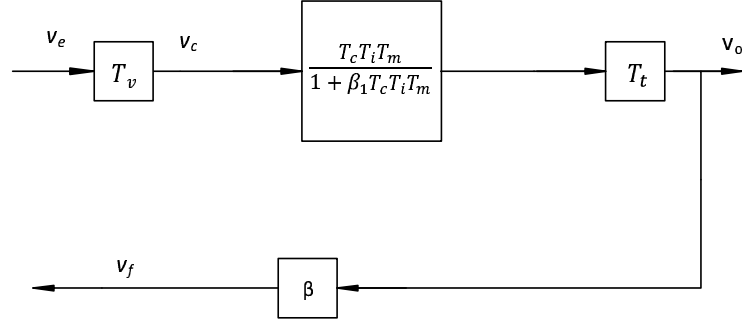 v_e
v_c
T_v
T_cT_iT_m
1 + β_1T_cT_iT_m
T_t
v_o
v_f
β